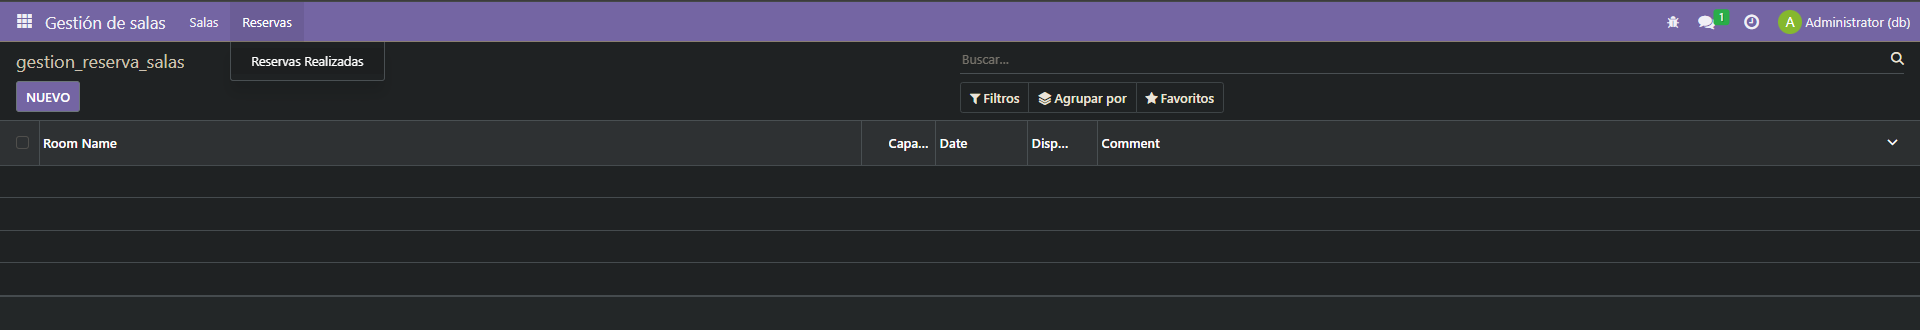 Gestión de salas Salas Reservas 1 A Administrator (db)
Reservas Realizadas
gestion_reserva_salas Buscar...
NUEVO Filtros Agrupar por Favoritos
Room Name Capa... Date Disp... Comment